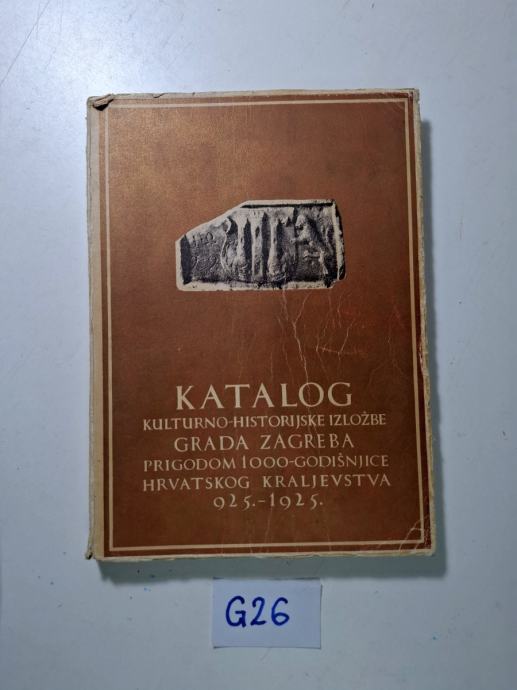 KATALOG
KULTURNO-HISTORIJSKE IZLOŽBE
GRADA ZAGREBA
PRIGODOM 1000-GODIŠNJICE
HRVATSKOG KRALJEVSTVA
925.-1925.
G26